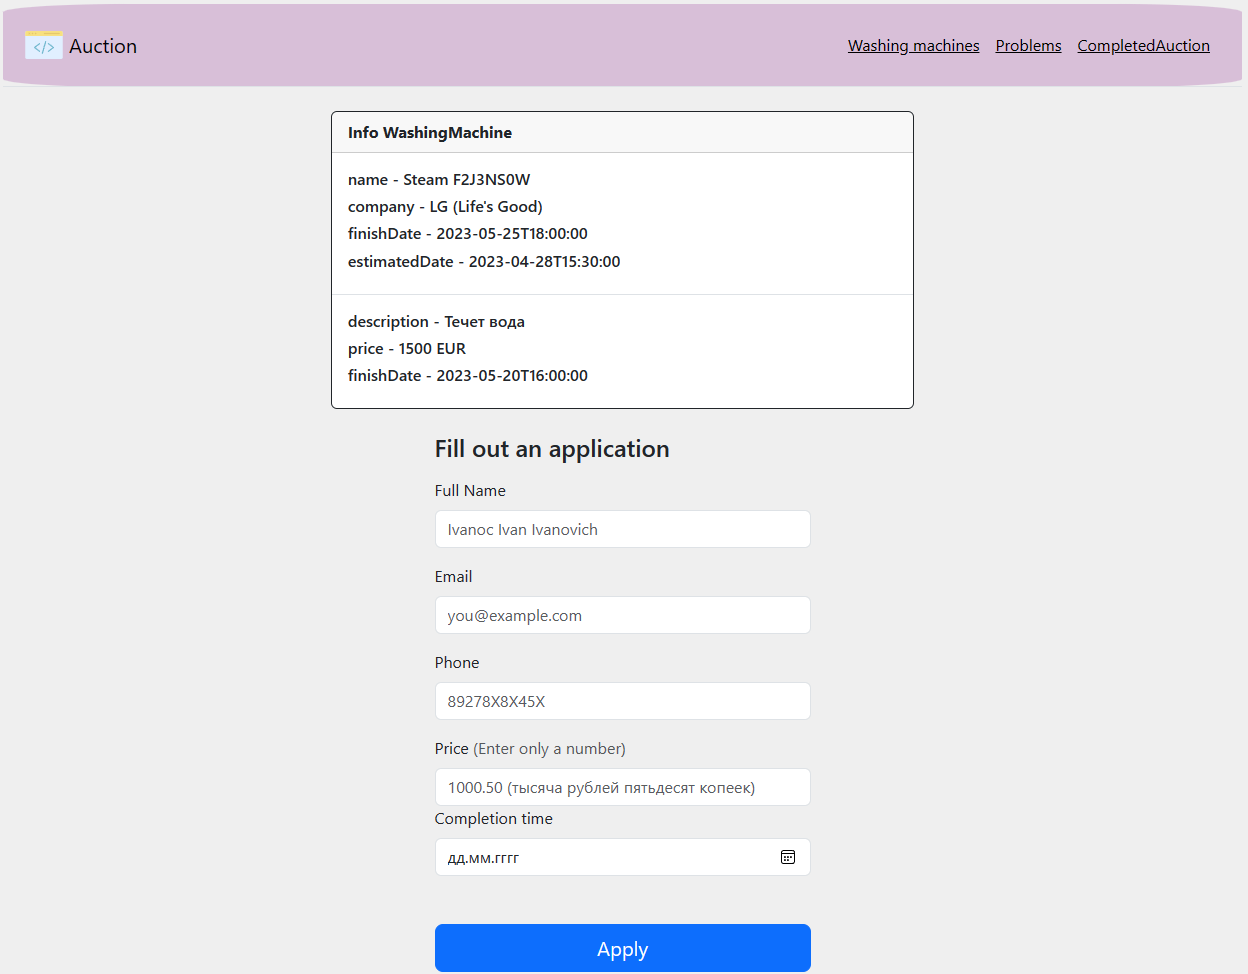 </> Auction
Washing machines Problems CompletedAuction
Info WashingMachine
name - Steam F2J3NS0W
company - LG (Life's Good)
finishDate - 2023-05-25T18:00:00
estimatedDate - 2023-04-28T15:30:00
description - Течет вода
price - 1500 EUR
finishDate - 2023-05-20T16:00:00
Fill out an application
Full Name
Ivanoc Ivan Ivanovich
Email
you@example.com
Phone
89278X8X45X
Price (Enter only a number)
1000.50 (тысяча рублей пятьдесят копеек)
Completion time
дд.мм.гггг
Apply